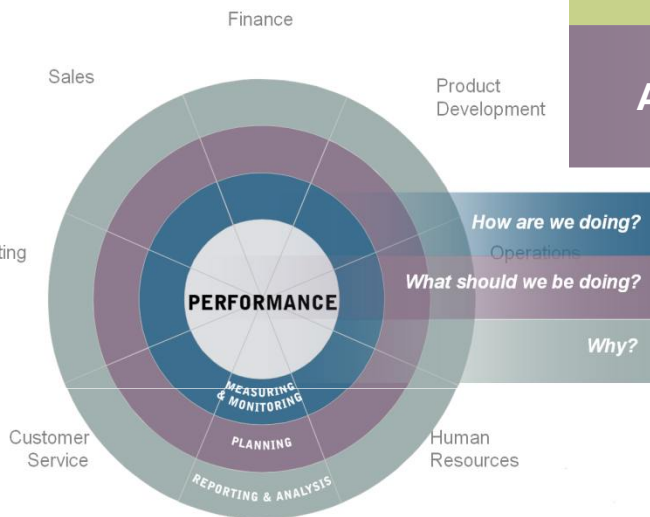 Finance
Sales
Product
Development
A
How are we doing?
ting
Operations
What should we be doing?
PERFORMANCE
Why?
MEASURING
& MONITORING
Customer
Service
PLANNING
Human
Resources
REPORTING & ANALYSIS